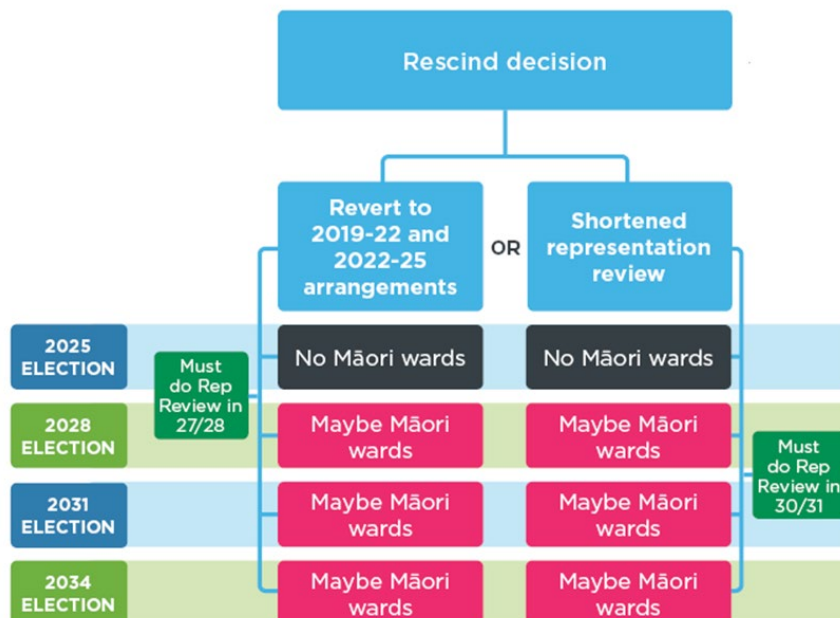 Rescind decision
Revert to
2019-22 and
2022-25
arrangements
OR
Shortened
representation
review
2025
ELECTION
Must
do Rep
Review in
27/28
No Māori wards
No Māori wards
2028
ELECTION
Maybe Māori
wards
Maybe Māori
wards
Must
do Rep
Review in
30/31
2031
ELECTION
Maybe Māori
wards
Maybe Māori
wards
2034
ELECTION
Maybe Māori
wards
Maybe Māori
wards